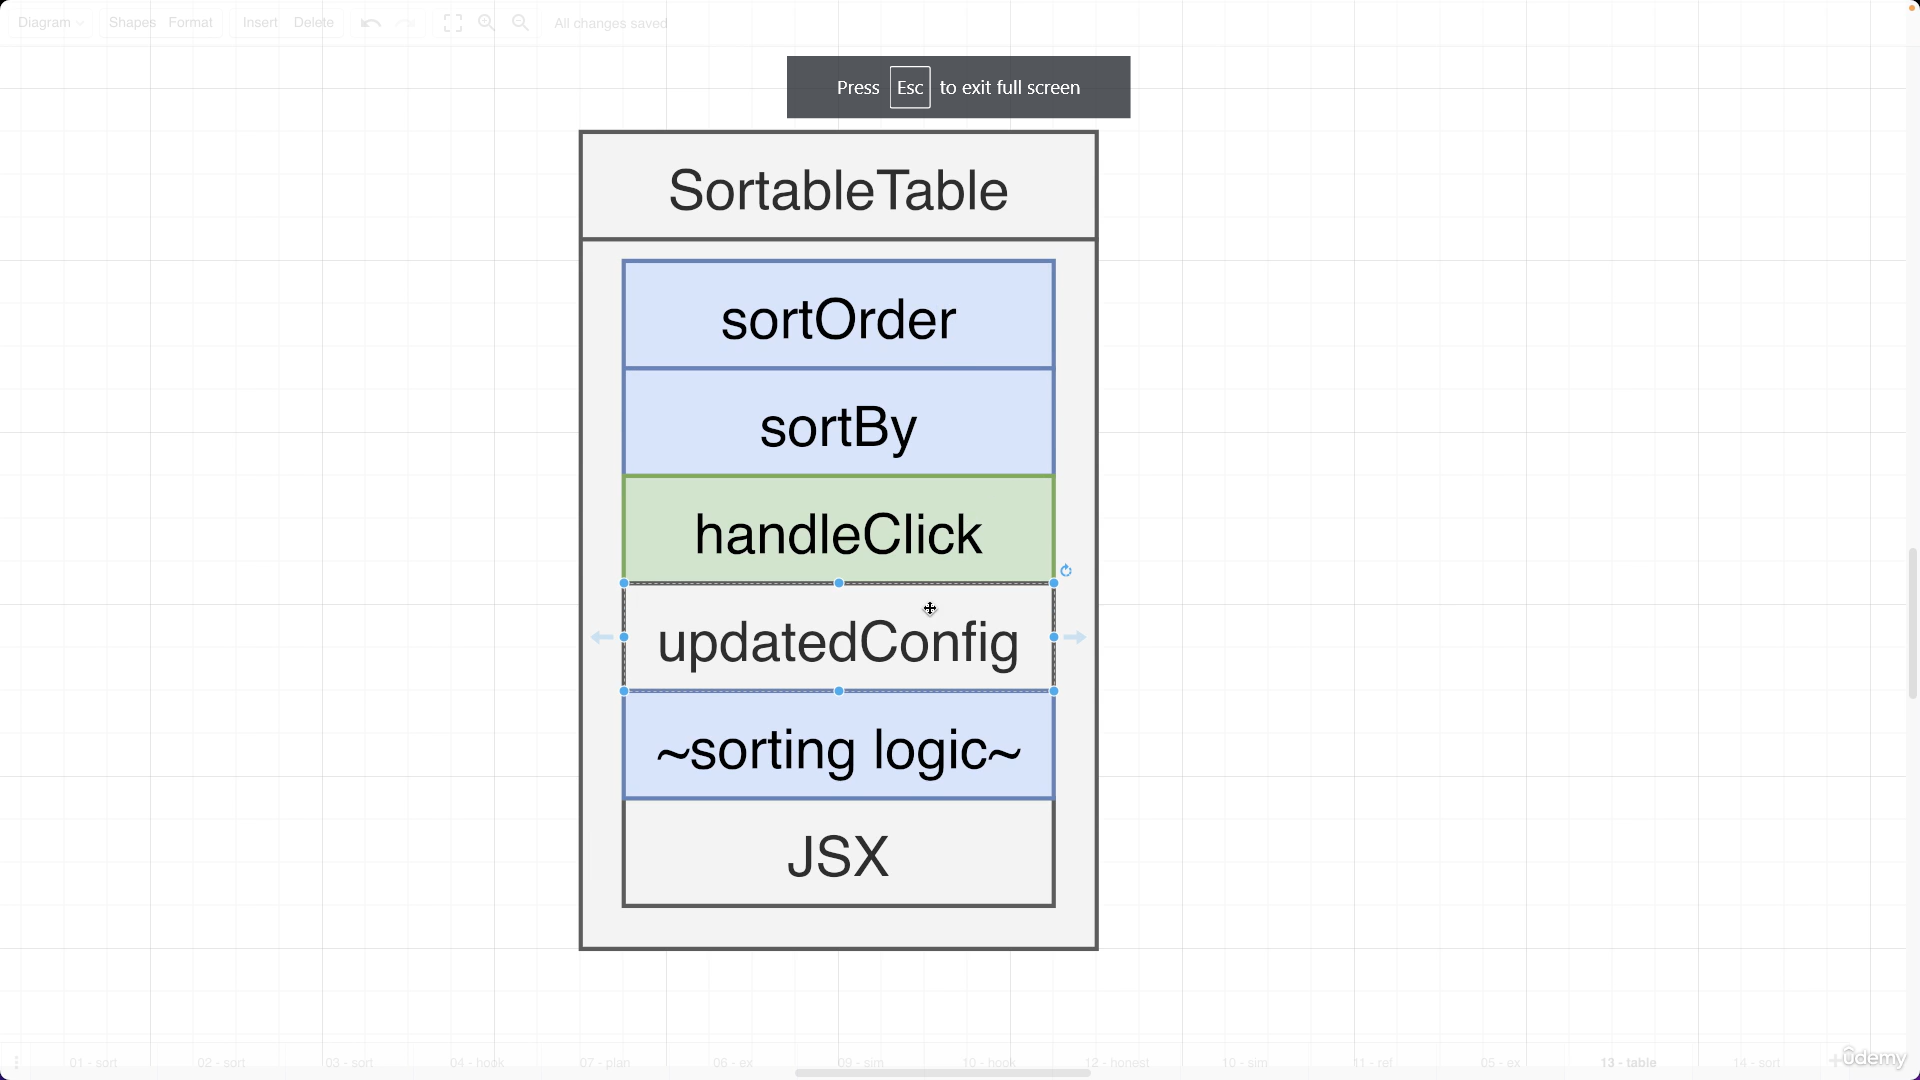 Diagram
Shapes Format
Insert Delete
All changes saved
Press Esc to exit full screen
SortableTable
sortOrder
sortBy
handleClick
updatedConfig
~sorting logic~
JSX
01 - sort 02 - sort 03 - sort 04 - hook 07 - plan 06 - ex 09 - sim 10 - hook 12 - honest 10 - sim 11 - ref 05 - ex 13 - table 14 - sort
ûdemy